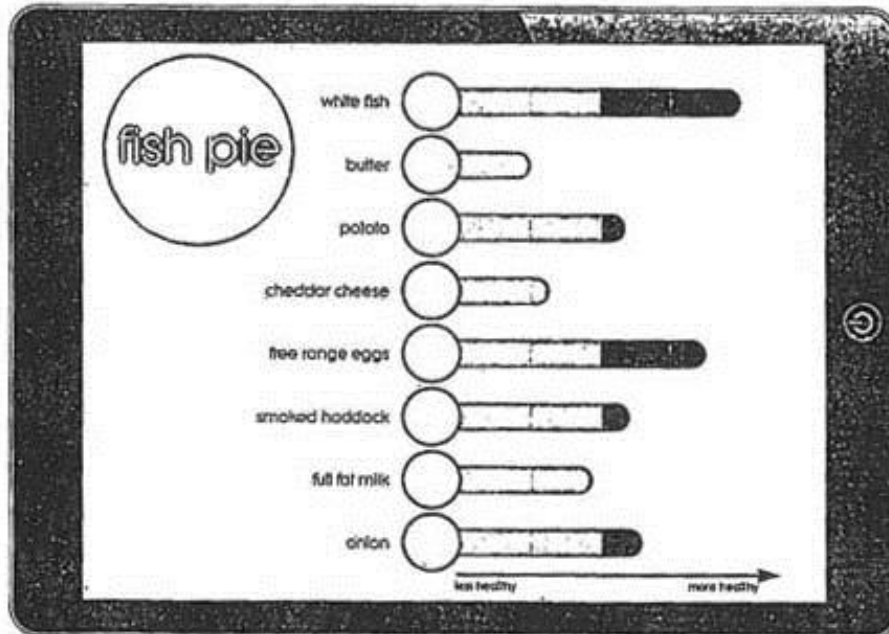 fish pie
white fish
butter
potato
cheddar cheese
free range eggs
smoked haddock
full fat milk
onion
less healthy
more healthy